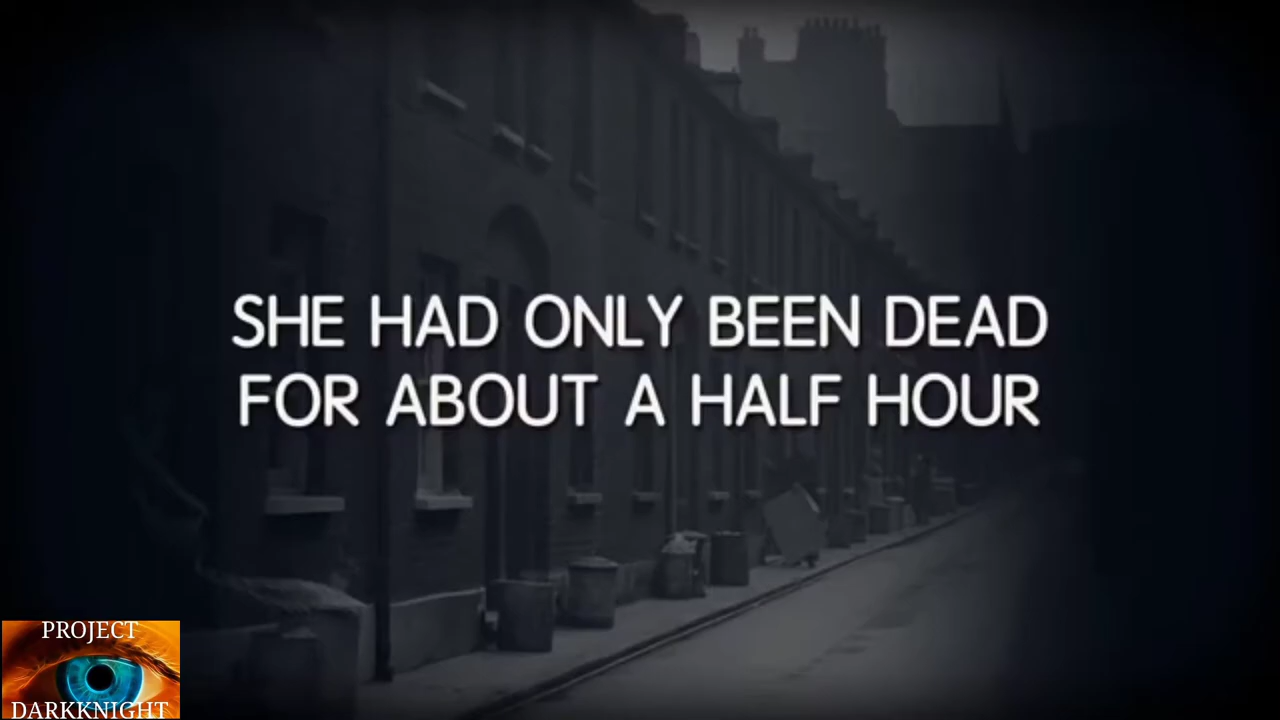 SHE HAD ONLY BEEN DEAD
FOR ABOUT A HALF HOUR
PROJECT
DARKKNIGHT